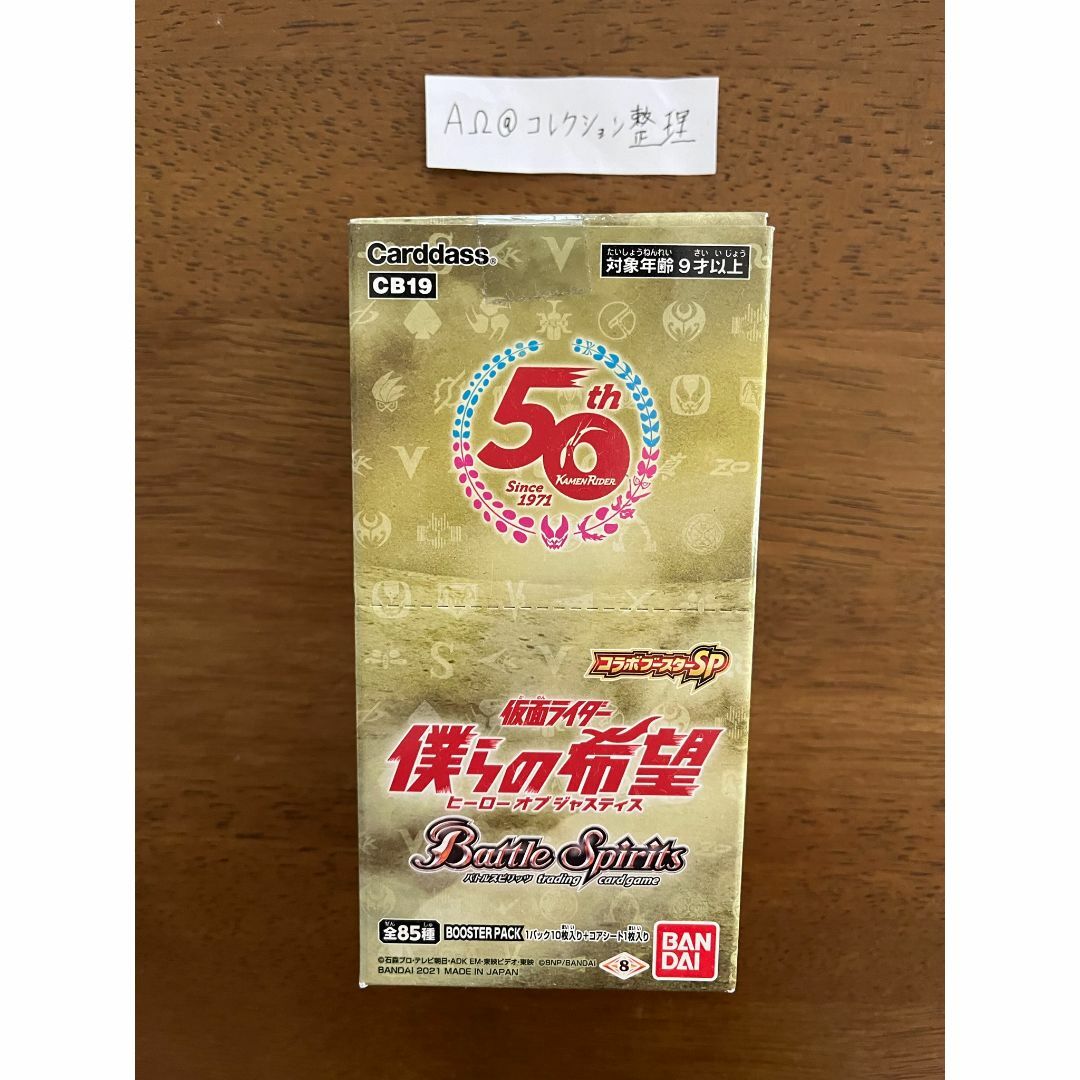 AΩ@コレクション整理
Carddass®
CB19
たいしょうねんれい さい いじょう
対象年齢 9才以上
50th
KAMEN RIDER
Since
1971
コラボブースターSP
仮面ライダー
僕らの希望
ヒーロー オブ ジャスティス
Battle Spirits
バトルスピリッツ trading card game
全85種 BOOSTER PACK 1パック10枚入り+コアシート1枚入り
©石森プロ・テレビ朝日・ADK EM・東映ビデオ・東映 ©BNP/BANDAI
BANDAI 2021 MADE IN JAPAN
8
BAN
DAI